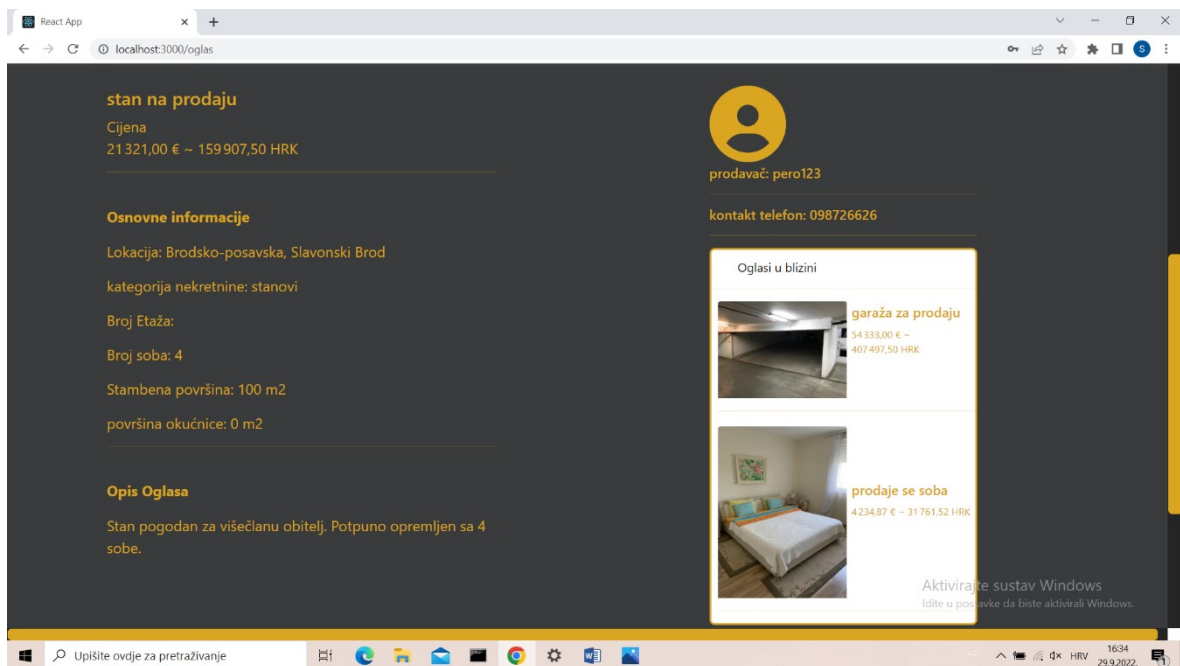 React App
localhost:3000/oglas
S
stan na prodaju
Cijena
21 321,00 € ~ 159 907,50 HRK
Osnovne informacije
Lokacija: Brodsko-posavska, Slavonski Brod
kategorija nekretnine: stanovi
Broj Etaža:
Broj soba: 4
Stambena površina: 100 m2
površina okućnice: 0 m2
Opis Oglasa
Stan pogodan za višečlanu obitelj. Potpuno opremljen sa 4
sobe.
prodavač: pero123
kontakt telefon: 098726626
Oglasi u blizini
garaža za prodaju
54 333,00 € ~
407 497,50 HRK
prodaje se soba
4 234,87 € ~ 31 761,52 HRK
Aktivirajte sustav Windows
Idite u postavke da biste aktivirali Windows.
Upišite ovdje za pretraživanje
HRV
16:34
29.9.2022.